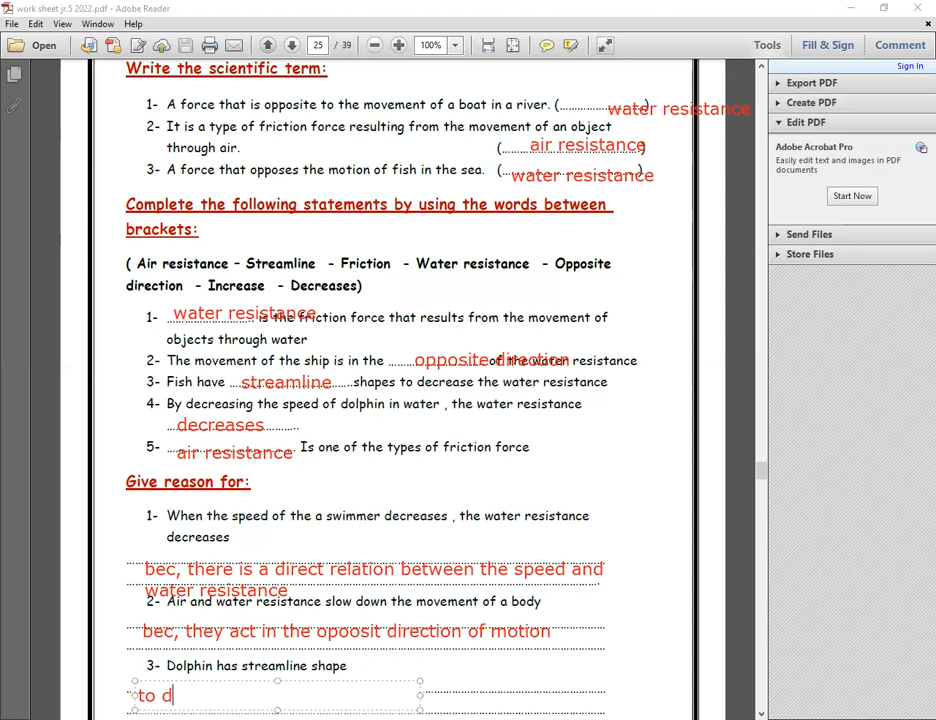 work sheet jr.5 2022.pdf - Adobe Reader
File Edit View Window Help
Open 25 / 39 100% Tools Fill & Sign Comment
Sign In
Export PDF
Create PDF
Edit PDF
Adobe Acrobat Pro
Easily edit text and images in PDF
documents
Start Now
Send Files
Store Files
Write the scientific term:
1- A force that is opposite to the movement of a boat in a river. (....................) water resistance
2- It is a type of friction force resulting from the movement of an object
through air. (..............................) air resistance
3- A force that opposes the motion of fish in the sea. (..............................) water resistance
Complete the following statements by using the words between
brackets:
( Air resistance – Streamline - Friction - Water resistance - Opposite
direction - Increase - Decreases)
1- water resistance is the friction force that results from the movement of
objects through water
2- The movement of the ship is in the opposite direction of the water resistance
3- Fish have streamline shapes to decrease the water resistance
4- By decreasing the speed of dolphin in water , the water resistance
decreases
5- air resistance Is one of the types of friction force
Give reason for:
1- When the speed of the a swimmer decreases , the water resistance
decreases
bec, there is a direct relation between the speed and
water resistance
2- Air and water resistance slow down the movement of a body
bec, they act in the opoosit direction of motion
3- Dolphin has streamline shape
to d